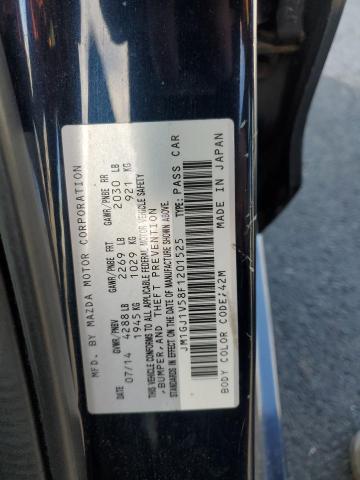 MFD. BY MAZDA MOTOR CORPORATION
DATE GVWR/PNBV GAWR/PNBE FRT GAWR/PNBE RR
07/14 4288 LB 2269 LB 2030 LB
1945 KG 1029 KG 921 KG
THIS VEHICLE CONFORMS TO ALL APPLICABLE FEDERAL MOTOR VEHICLE SAFETY
STANDARDS IN EFFECT ON THE DATE OF MANUFACTURE SHOWN ABOVE.
, BUMPER, AND THEFT PREVENTION
JM1GJ1V58F1201525 TYPE: PASS CAR
BODY COLOR CODE:42M MADE IN JAPAN